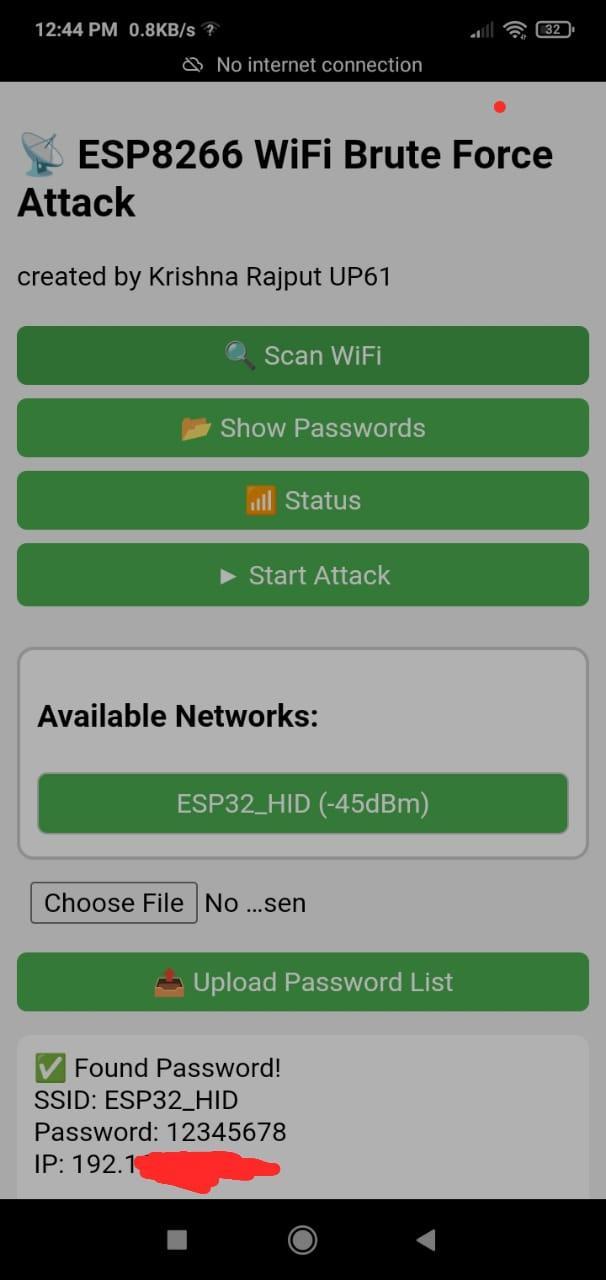 12:44 PM 0.8KB/s ?
32
No internet connection
📡 ESP8266 WiFi Brute Force
Attack
created by Krishna Rajput UP61
🔍 Scan WiFi
📂 Show Passwords
📶 Status
► Start Attack
Available Networks:
ESP32_HID (-45dBm)
Choose File No ...sen
📤 Upload Password List
✅ Found Password!
SSID: ESP32_HID
Password: 12345678
IP: 192.1